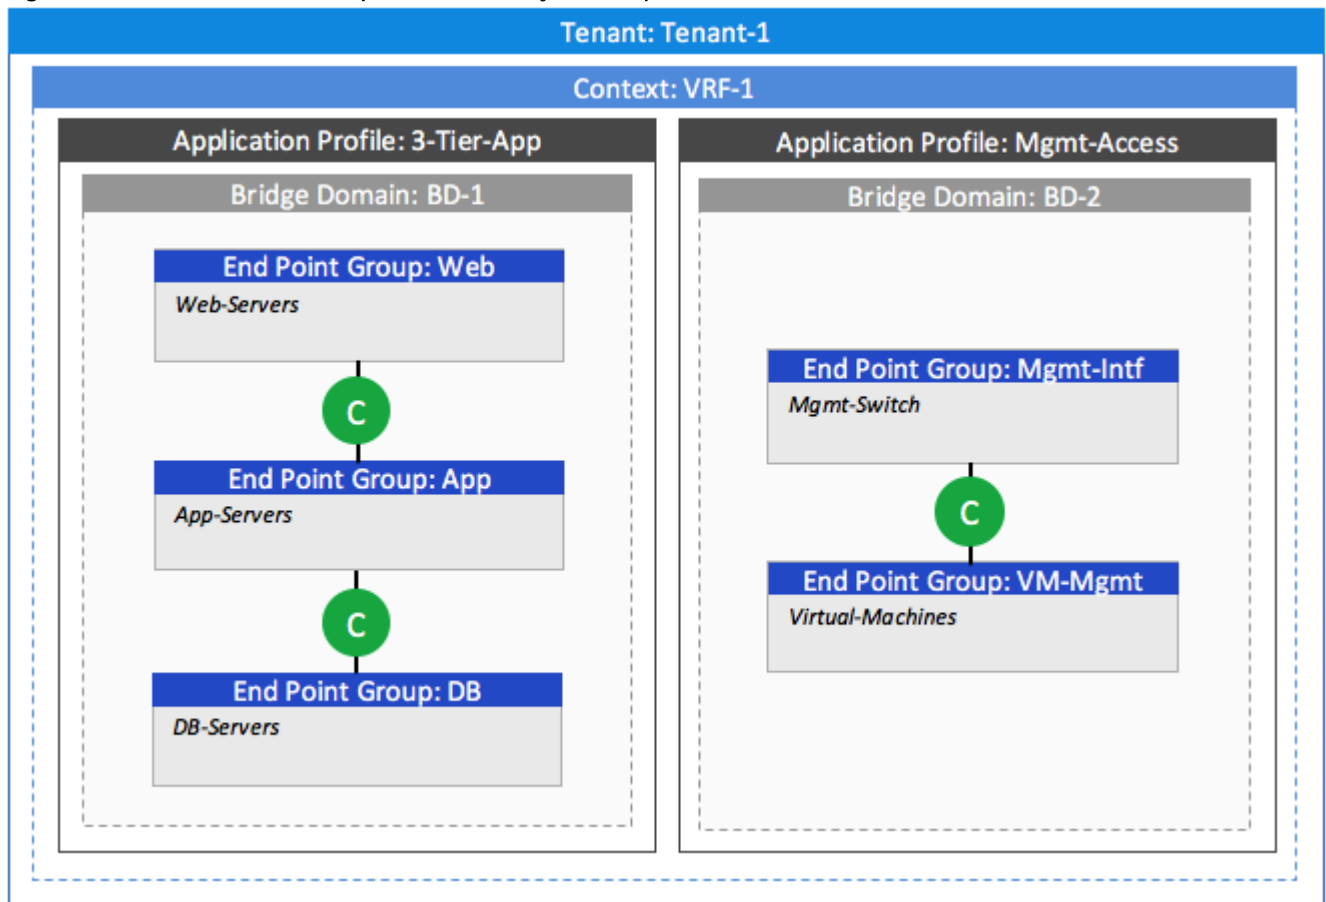 Tenant: Tenant-1
Context: VRF-1
Application Profile: 3-Tier-App
Bridge Domain: BD-1
End Point Group: Web
Web-Servers
C
End Point Group: App
App-Servers
C
End Point Group: DB
DB-Servers
Application Profile: Mgmt-Access
Bridge Domain: BD-2
End Point Group: Mgmt-Intf
Mgmt-Switch
C
End Point Group: VM-Mgmt
Virtual-Machines